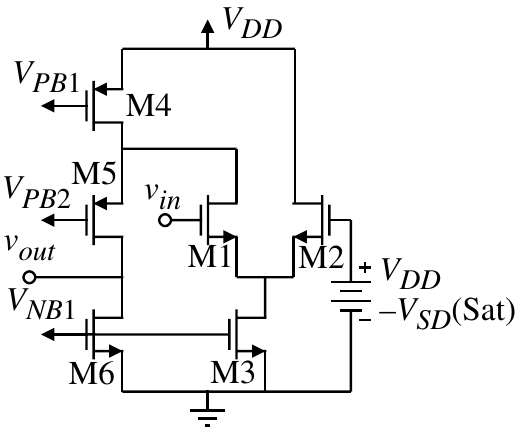 V_DD
V_PB1
M4
M5
V_PB2
v_in
v_out
M1
M2
V_NB1
+ V_DD
–V_SD(Sat)
–
M6
M3